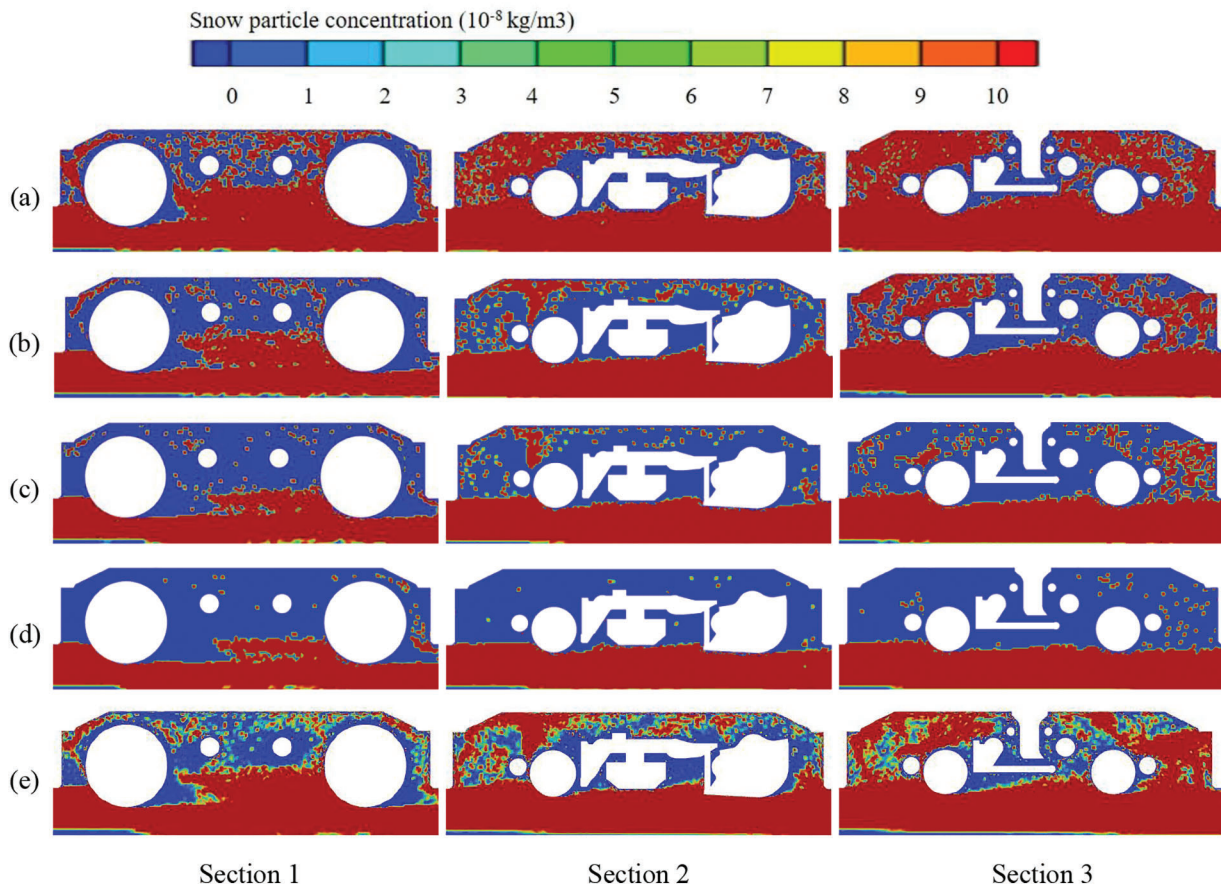 Snow particle concentration (10⁻⁸ kg/m3)
0 1 2 3 4 5 6 7 8 9 10
(a)
(b)
(c)
(d)
(e)
Section 1 Section 2 Section 3